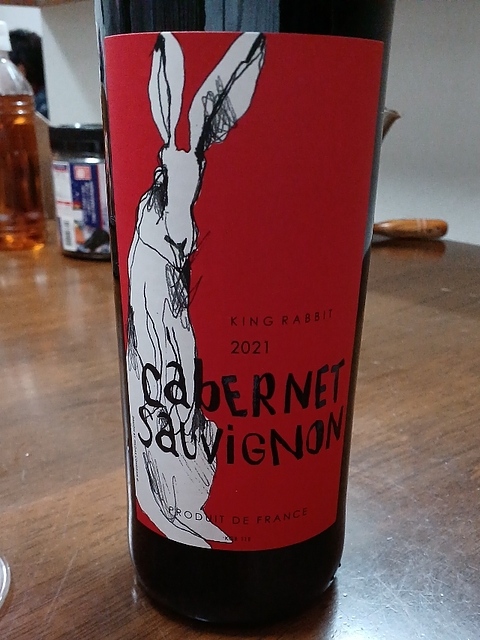 KING RABBIT
2021
CABERNET
SAUVIGNON
PRODUIT DE FRANCE